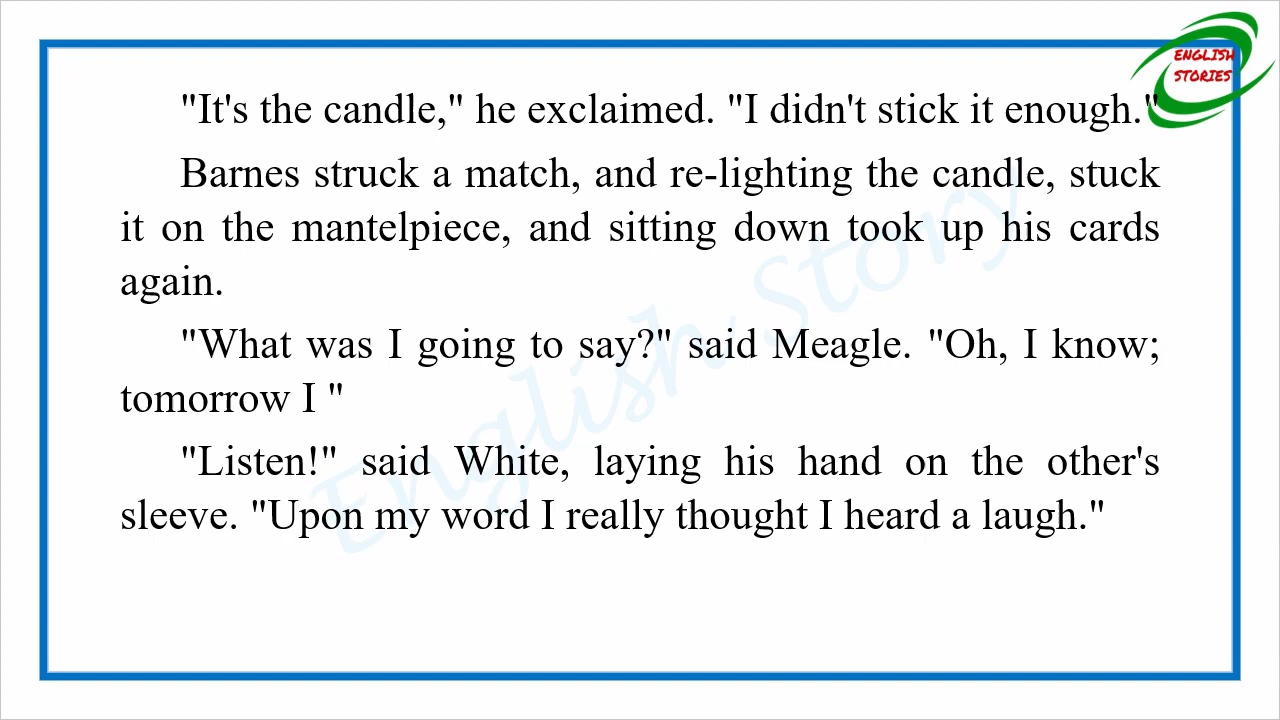 ENGLISH
STORIES
"It's the candle," he exclaimed. "I didn't stick it enough."
Barnes struck a match, and re-lighting the candle, stuck
it on the mantelpiece, and sitting down took up his cards
again.
"What was I going to say?" said Meagle. "Oh, I know;
tomorrow I "
"Listen!" said White, laying his hand on the other's
sleeve. "Upon my word I really thought I heard a laugh."
English Story